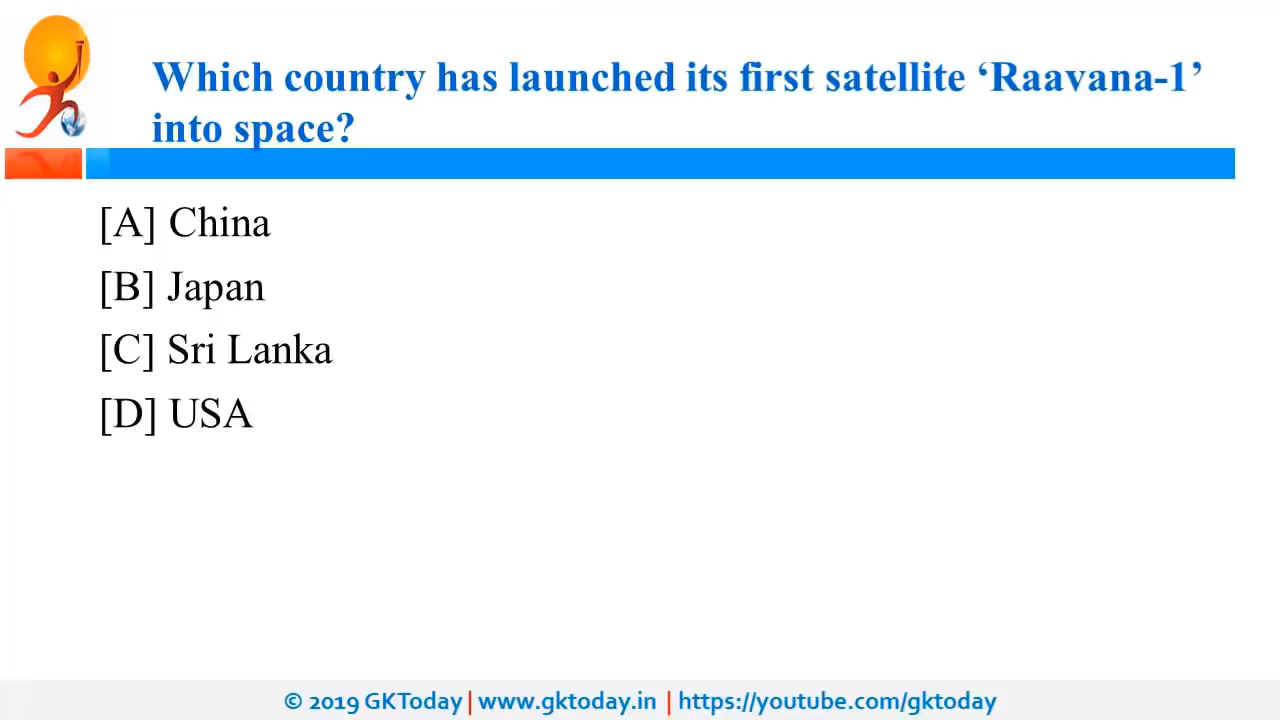 Which country has launched its first satellite ‘Raavana-1’
into space?
[A] China
[B] Japan
[C] Sri Lanka
[D] USA
© 2019 GKToday | www.gktoday.in | https://youtube.com/gktoday